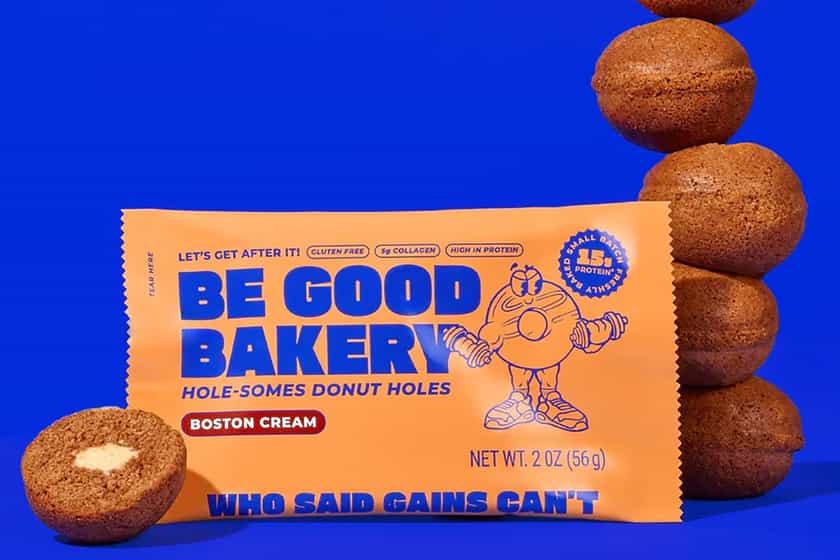 TEAR HERE
LET'S GET AFTER IT! GLUTEN FREE 5g COLLAGEN HIGH IN PROTEIN
BE GOOD
BAKERY
HOLE-SOMES DONUT HOLES
BOSTON CREAM
SMALL BATCH
15g
PROTEIN*
FRESHLY BAKED
NET WT. 2 OZ (56g)
WHO SAID GAINS CAN'T